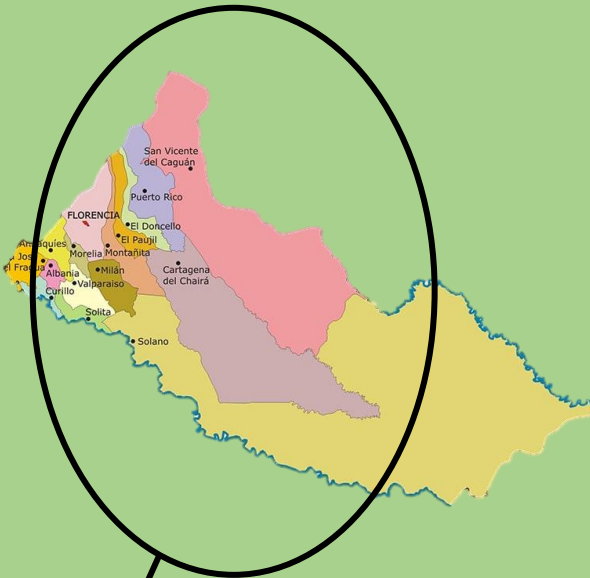 San Vicente
del Caguán
Puerto Rico
FLORENCIA
El Doncello
El Paujil
Morelia
Montañita
Albania
Milán
Cartagena
del Chairá
Valparaiso
Curillo
Solita
Solano